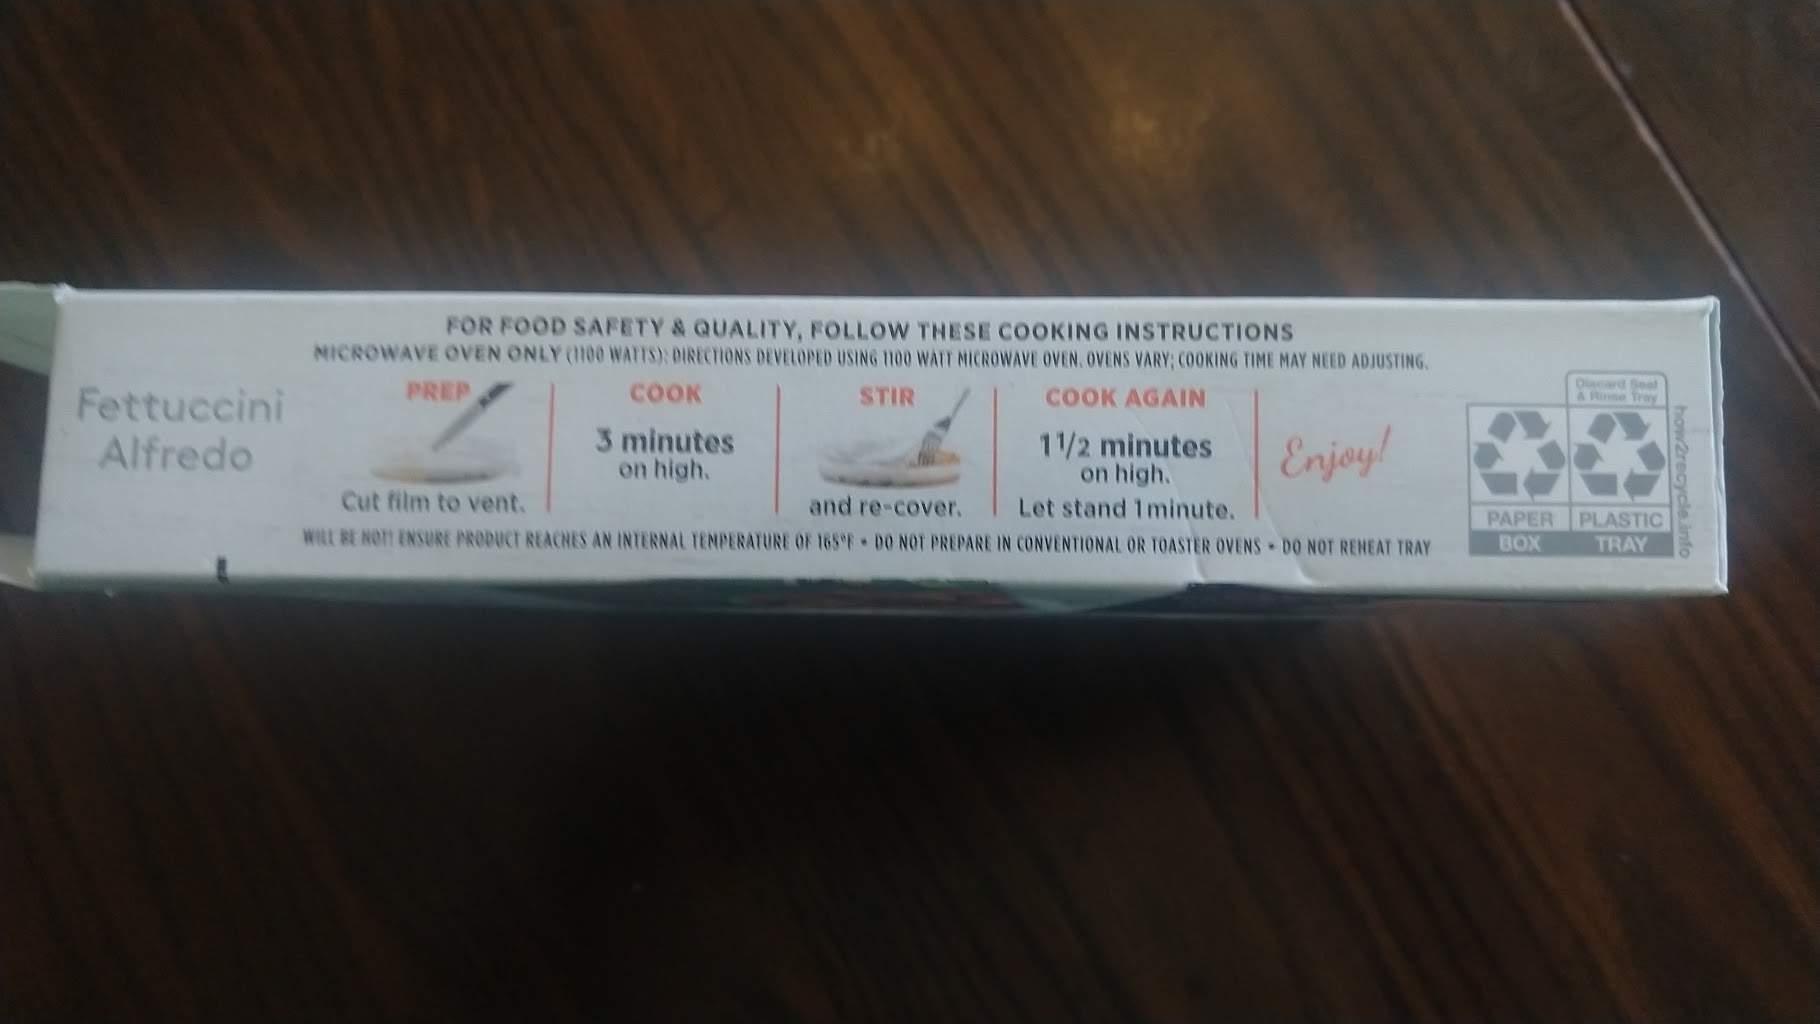 FOR FOOD SAFETY & QUALITY, FOLLOW THESE COOKING INSTRUCTIONS
MICROWAVE OVEN ONLY (1100 WATTS): DIRECTIONS DEVELOPED USING 1100 WATT MICROWAVE OVEN. OVENS VARY; COOKING TIME MAY NEED ADJUSTING.
Fettuccini
Alfredo
PREP
Cut film to vent.
COOK
3 minutes
on high.
STIR
and re-cover.
COOK AGAIN
1 1/2 minutes
on high.
Let stand 1 minute.
Enjoy!
WILL BE HOT! ENSURE PRODUCT REACHES AN INTERNAL TEMPERATURE OF 165°F • DO NOT PREPARE IN CONVENTIONAL OR TOASTER OVENS • DO NOT REHEAT TRAY
Discard Seal
& Rinse Tray
PAPER
BOX
PLASTIC
TRAY
how2recycle.info